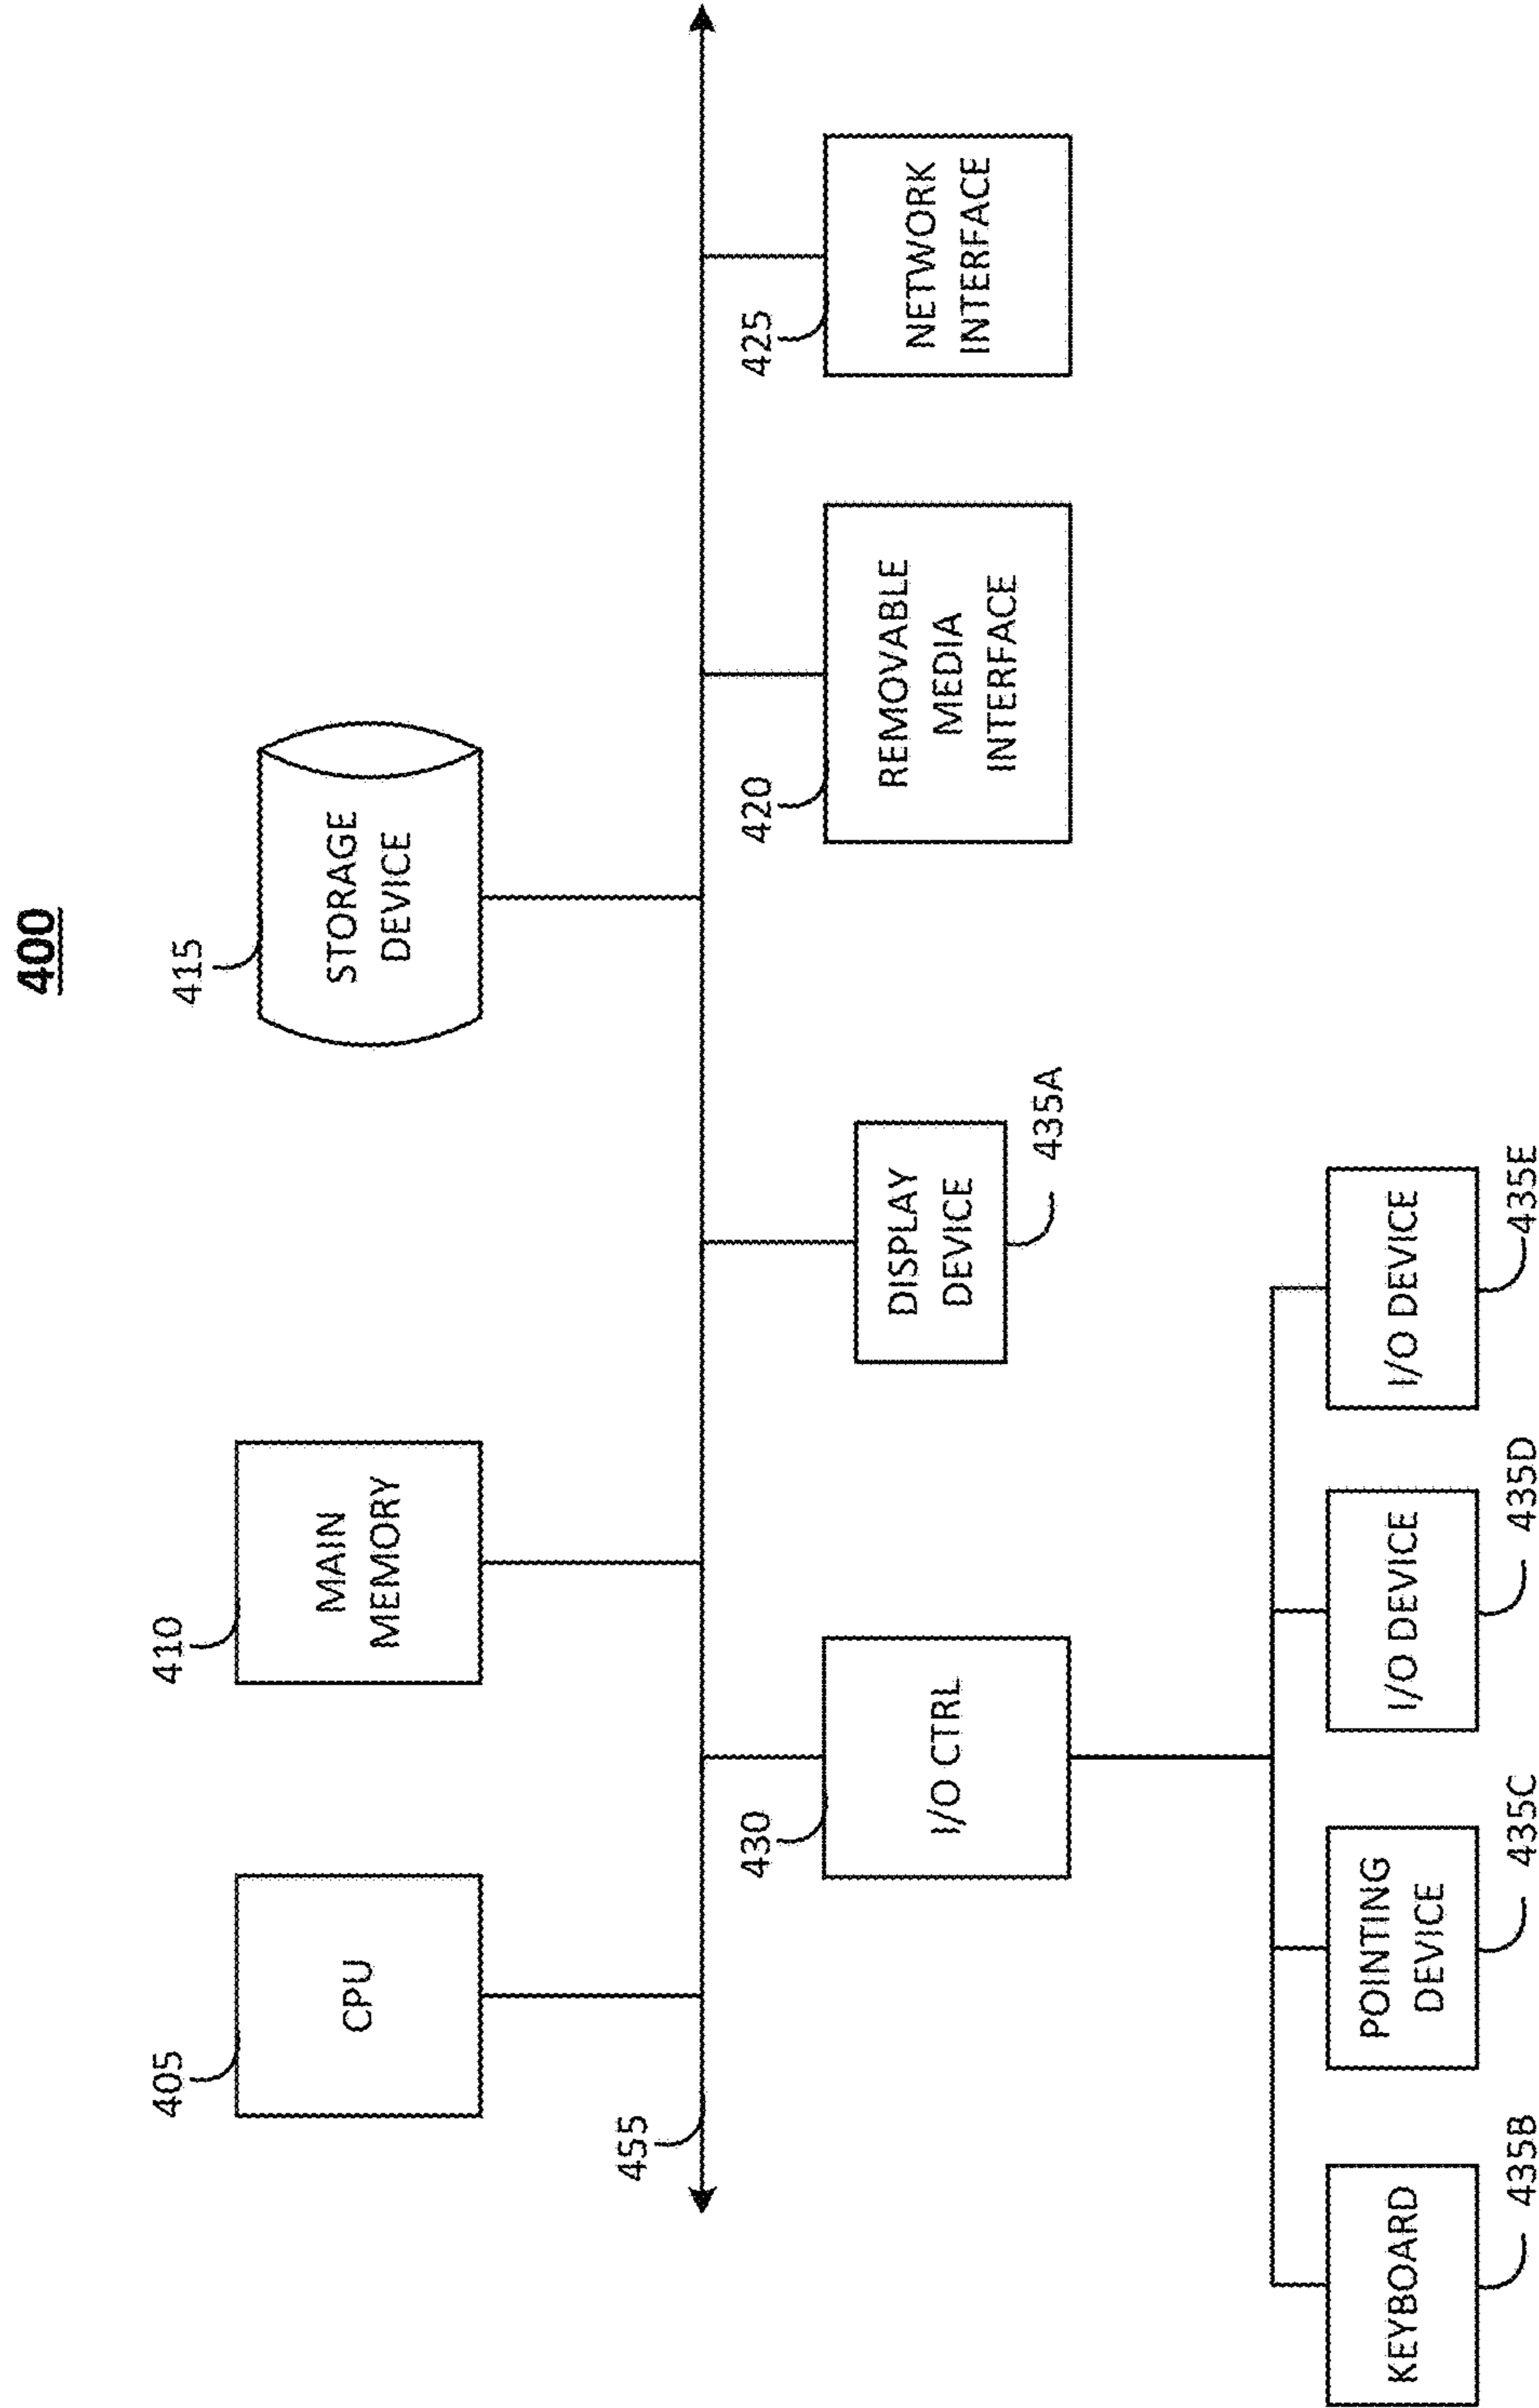 400
405
CPU
410
MAIN
MEMORY
415
STORAGE
DEVICE
455
430
I/O CTRL
DISPLAY
DEVICE
435A
420
REMOVABLE
MEDIA
INTERFACE
425
NETWORK
INTERFACE
KEYBOARD
435B
POINTING
DEVICE
435C
I/O DEVICE
435D
I/O DEVICE
435E